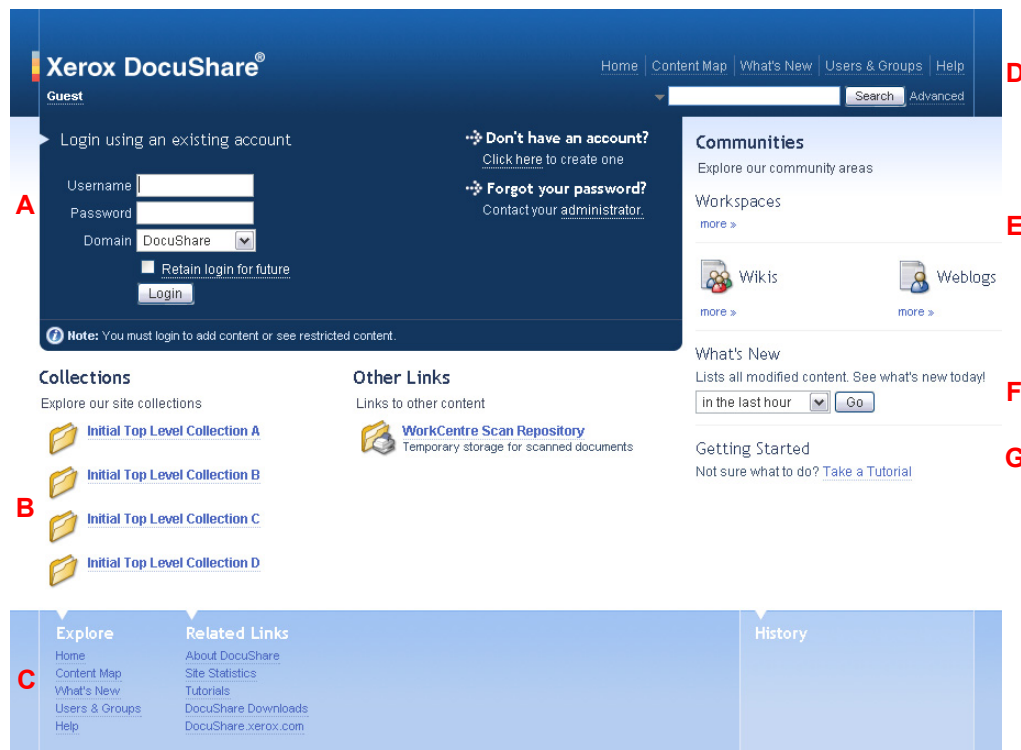 Xerox DocuShare®
Home Content Map What's New Users & Groups Help
D
Guest
Search Advanced
Login using an existing account
Username
Password
Domain DocuShare
Retain login for future
Login
Don't have an account?
Click here to create one
Forgot your password?
Contact your administrator.
A
Note: You must login to add content or see restricted content.
Communities
Explore our community areas
Workspaces
more »
E
Wikis
more »
Weblogs
more »
What's New
Lists all modified content. See what's new today!
in the last hour Go
F
Getting Started
Not sure what to do? Take a Tutorial
G
Collections
Explore our site collections
Initial Top Level Collection A
Initial Top Level Collection B
B
Initial Top Level Collection C
Initial Top Level Collection D
Other Links
Links to other content
WorkCentre Scan Repository
Temporary storage for scanned documents
Explore
Home
Content Map
What's New
Users & Groups
Help
C
Related Links
About DocuShare
Site Statistics
Tutorials
DocuShare Downloads
DocuShare.xerox.com
History